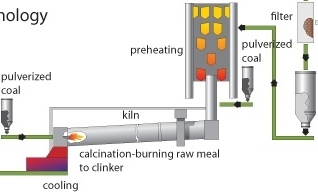 nology
filter
preheating
pulverized
coal
pulverized
coal
kiln
calcination-burning raw meal
to clinker
cooling